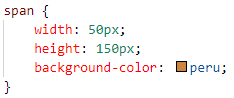 span {
    width: 50px;
    height: 150px;
    background-color: peru;
}